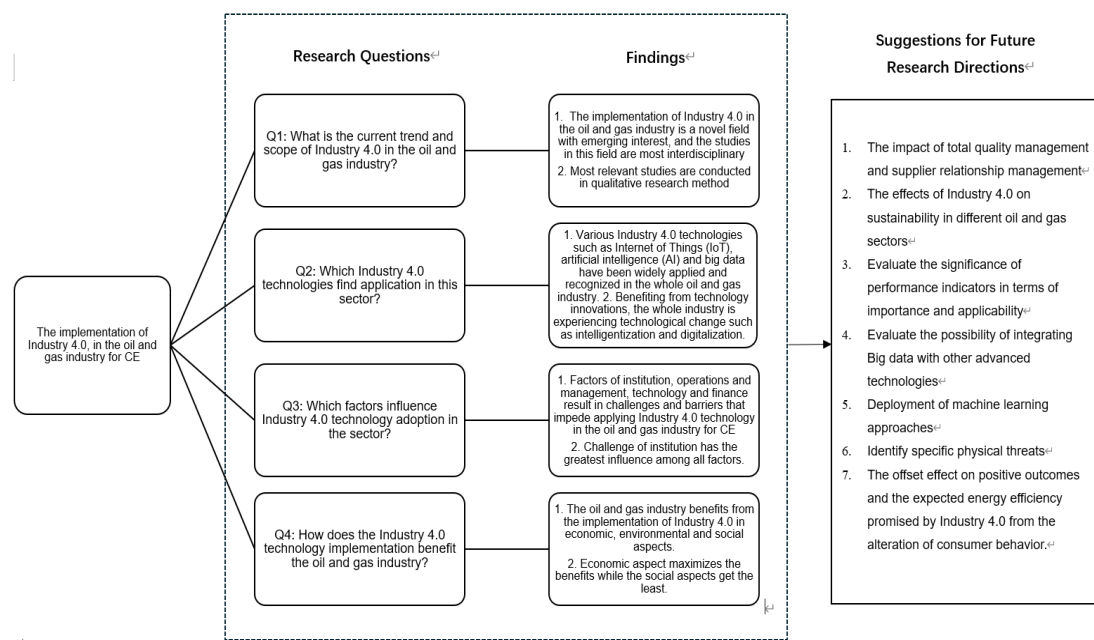 Research Questions
Findings
Suggestions for Future
Research Directions
The implementation of
Industry 4.0, in the oil and
gas industry for CE
Q1: What is the current trend and
scope of Industry 4.0 in the oil and
gas industry?
1. The implementation of Industry 4.0 in
the oil and gas industry is a novel field
with emerging interest, and the studies
in this field are most interdisciplinary
2. Most relevant studies are conducted
in qualitative research method
Q2: Which Industry 4.0
technologies find application in this
sector?
1. Various Industry 4.0 technologies
such as Internet of Things (IoT),
artificial intelligence (AI) and big data
have been widely applied and
recognized in the whole oil and gas
industry. 2. Benefiting from technology
innovations, the whole industry is
experiencing technological change such
as intelligentization and digitalization.
Q3: Which factors influence
Industry 4.0 technology adoption in
the sector?
1. Factors of institution, operations and
management, technology and finance
result in challenges and barriers that
impede applying Industry 4.0 technology
in the oil and gas industry for CE
2. Challenge of institution has the
greatest influence among all factors.
Q4: How does the Industry 4.0
technology implementation benefit
the oil and gas industry?
1. The oil and gas industry benefits from
the implementation of Industry 4.0 in
economic, environmental and social
aspects.
2. Economic aspect maximizes the
benefits while the social aspects get the
least.
1. The impact of total quality management
and supplier relationship management
2. The effects of Industry 4.0 on
sustainability in different oil and gas
sectors
3. Evaluate the significance of
performance indicators in terms of
importance and applicability
4. Evaluate the possibility of integrating
Big data with other advanced
technologies
5. Deployment of machine learning
approaches
6. Identify specific physical threats
7. The offset effect on positive outcomes
and the expected energy efficiency
promised by Industry 4.0 from the
alteration of consumer behavior.